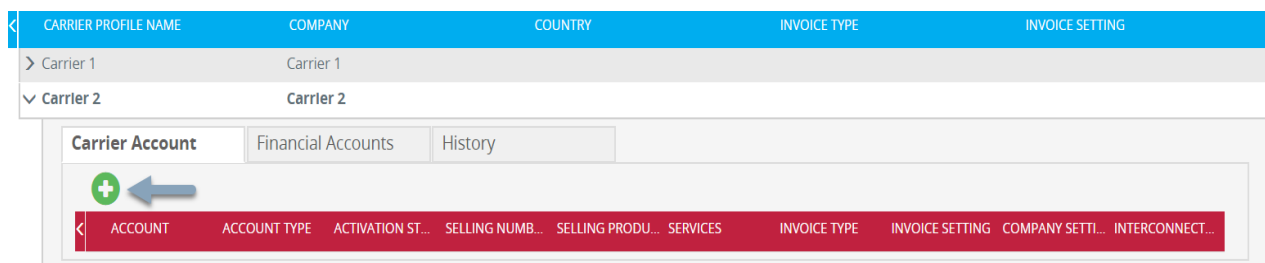 CARRIER PROFILE NAME COMPANY COUNTRY INVOICE TYPE INVOICE SETTING
Carrier 1 Carrier 1
Carrier 2 Carrier 2
Carrier Account Financial Accounts History
ACCOUNT ACCOUNT TYPE ACTIVATION ST... SELLING NUMB... SELLING PRODU... SERVICES INVOICE TYPE INVOICE SETTING COMPANY SETTI... INTERCONNECT...